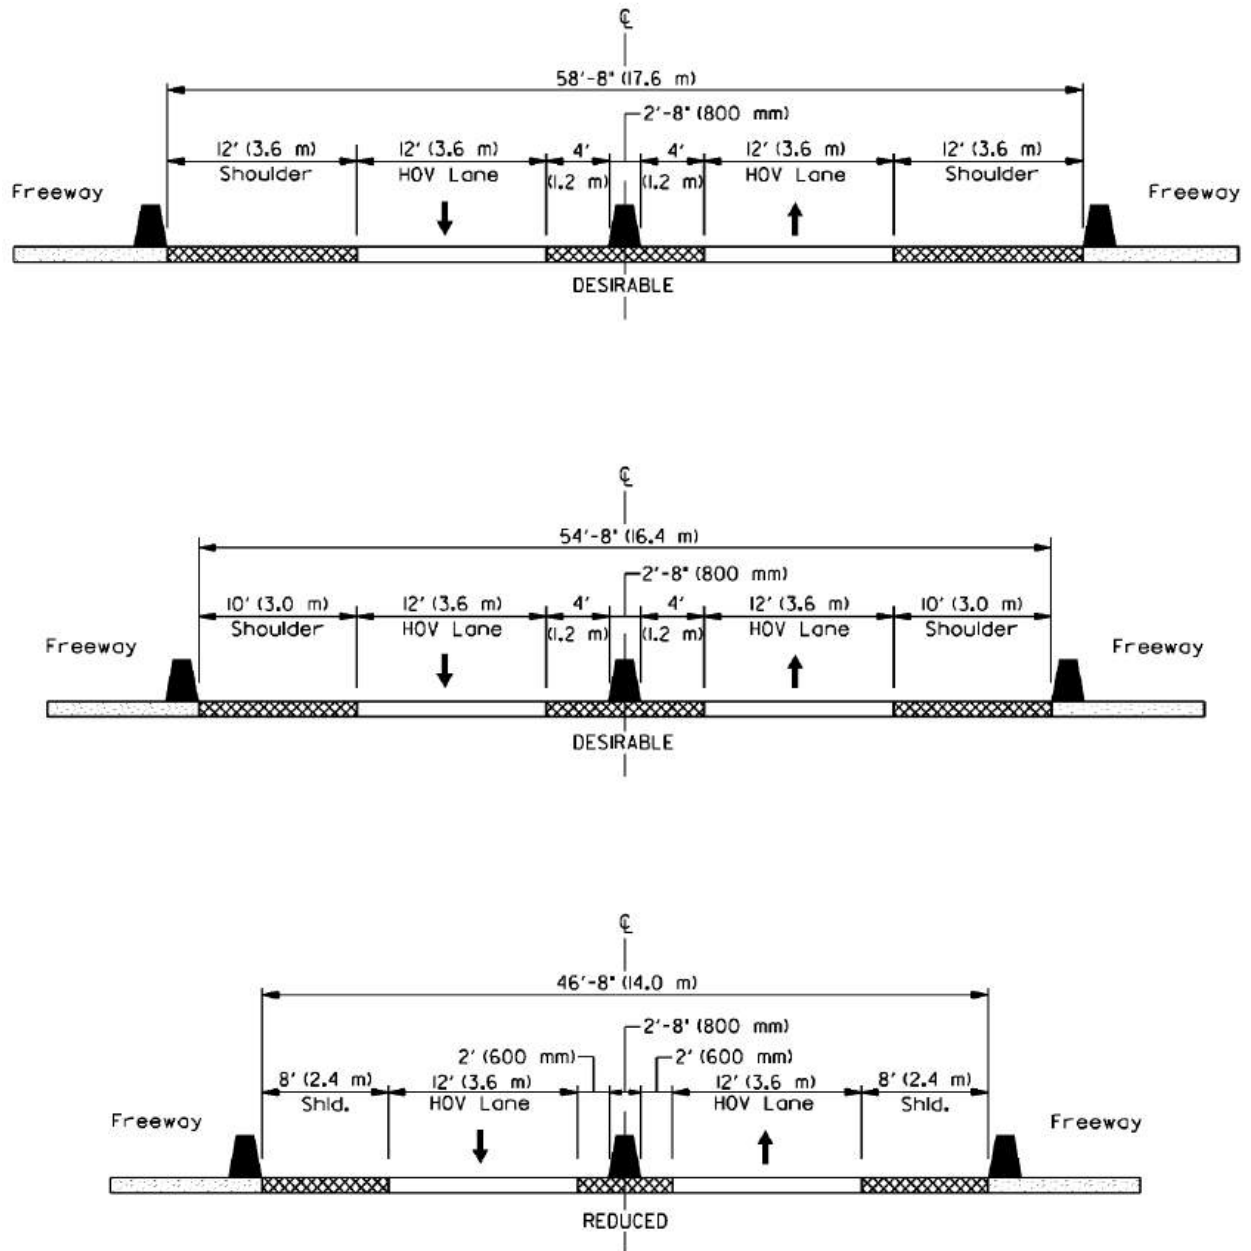 ℄
58'-8" (17.6 m)
2'-8" (800 mm)
12' (3.6 m) 12' (3.6 m) 4' 4' 12' (3.6 m) 12' (3.6 m)
Shoulder HOV Lane (1.2 m) (1.2 m) HOV Lane Shoulder
Freeway Freeway
DESIRABLE
℄
54'-8" (16.4 m)
2'-8" (800 mm)
10' (3.0 m) 12' (3.6 m) 4' 4' 12' (3.6 m) 10' (3.0 m)
Shoulder HOV Lane (1.2 m) (1.2 m) HOV Lane Shoulder
Freeway Freeway
DESIRABLE
℄
46'-8" (14.0 m)
2'-8" (800 mm)
2' (600 mm) 2' (600 mm)
8' (2.4 m) 12' (3.6 m) 12' (3.6 m) 8' (2.4 m)
Shld. HOV Lane HOV Lane Shld.
Freeway Freeway
REDUCED